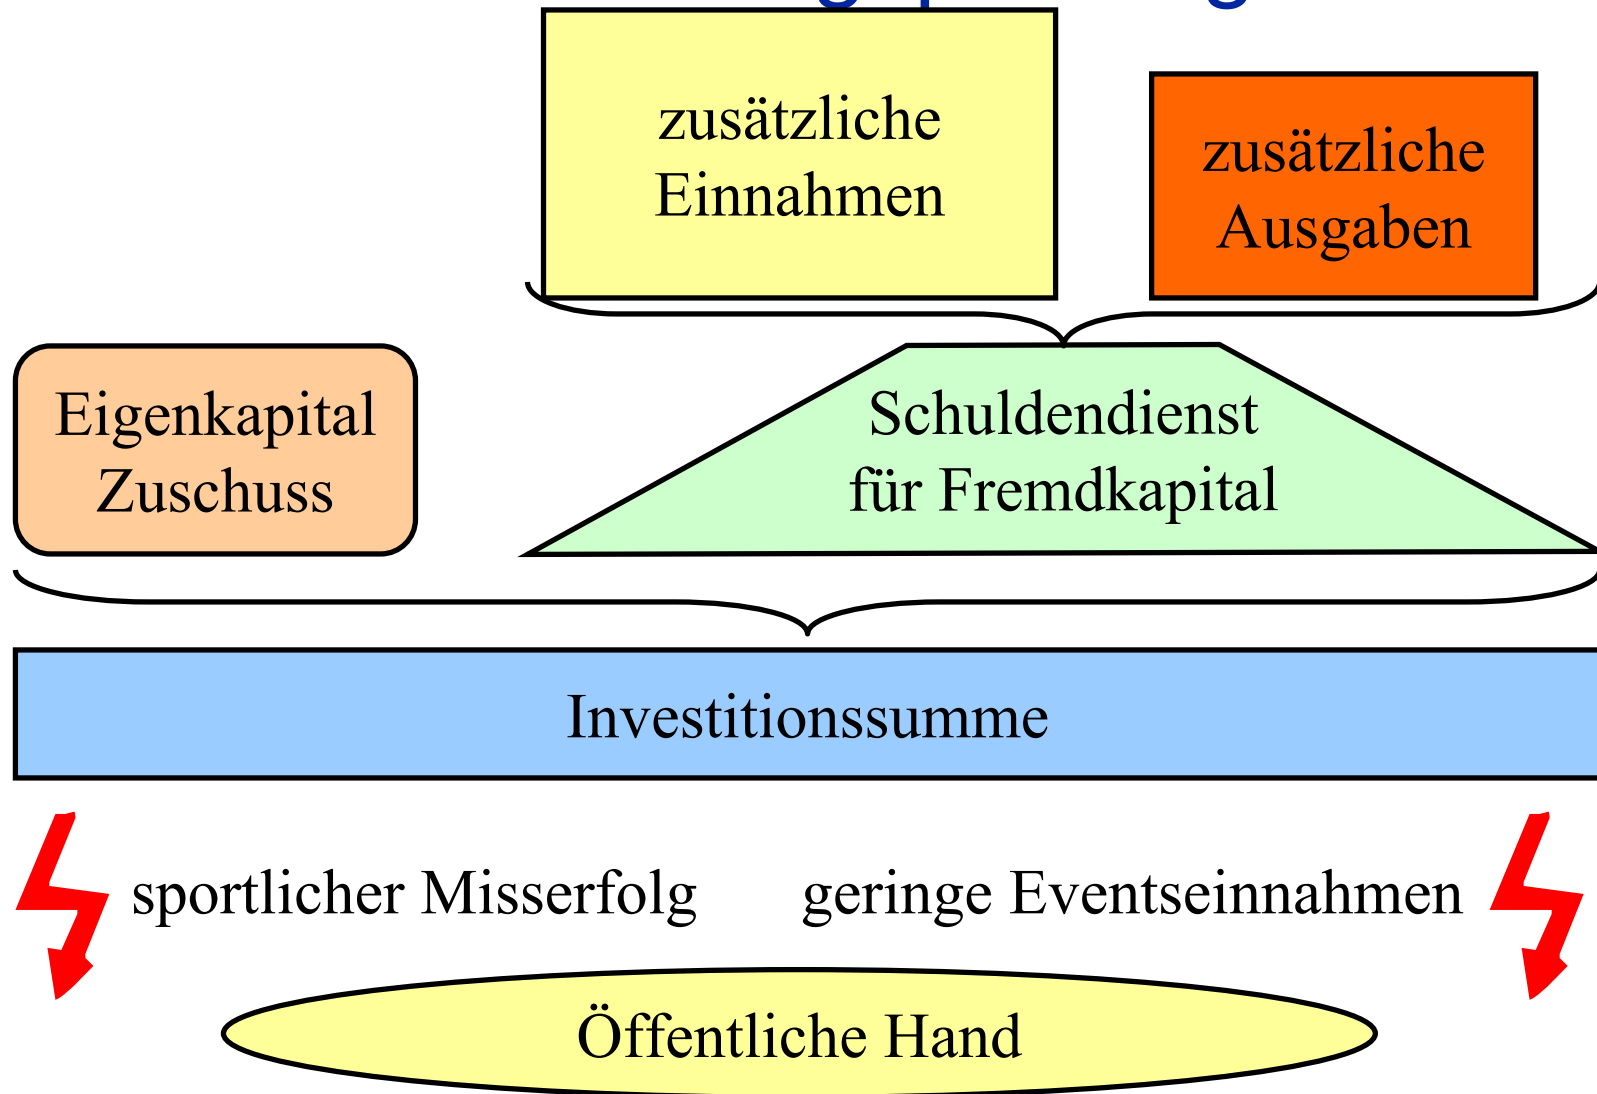 zusätzliche
Einnahmen
zusätzliche
Ausgaben
Eigenkapital
Zuschuss
Schuldendienst
für Fremdkapital
Investitionssumme
sportlicher Misserfolg
geringe Eventseinnahmen
Öffentliche Hand